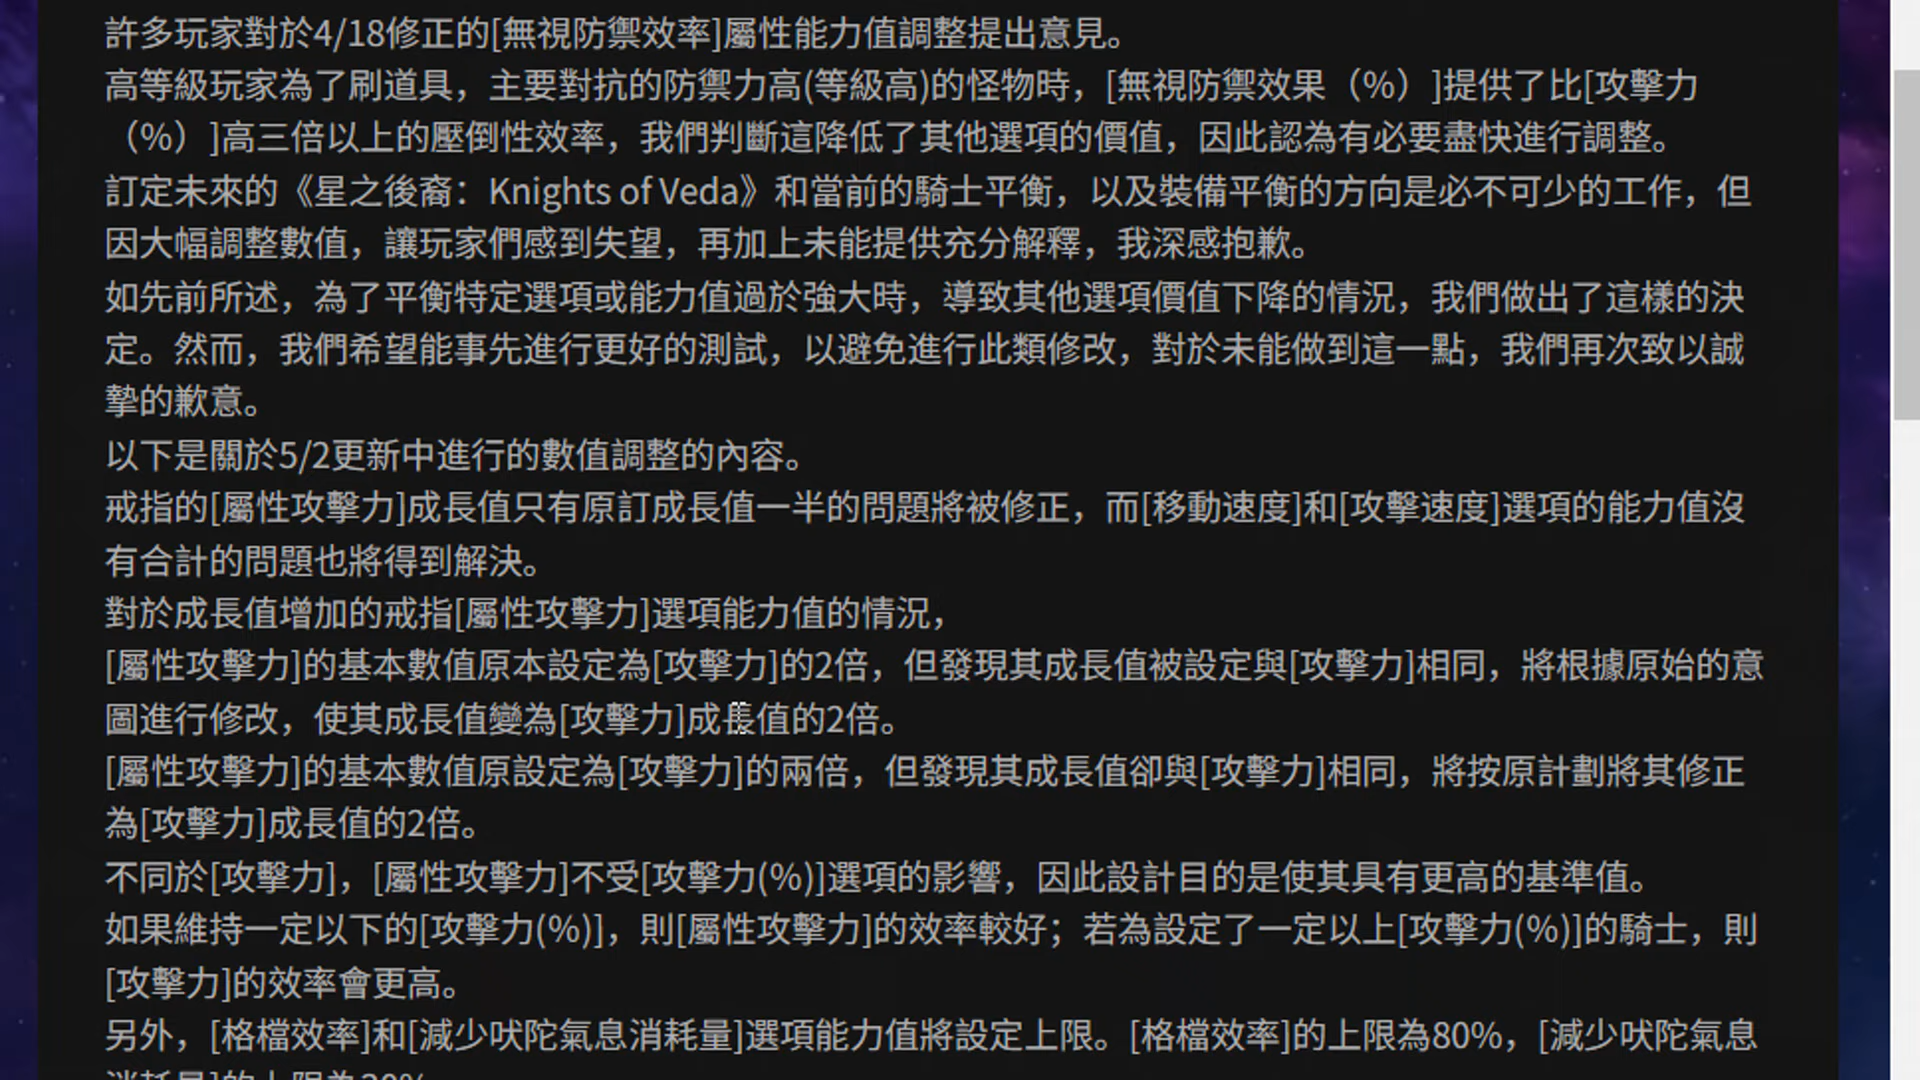 許多玩家對於4/18修正的[無視防禦效率]屬性能力值調整提出意見。
高等級玩家為了刷道具，主要對抗的防禦力高(等級高)的怪物時，[無視防禦效果（%）]提供了比[攻擊力
（%）]高三倍以上的壓倒性效率，我們判斷這降低了其他選項的價值，因此認為有必要盡快進行調整。
訂定未來的《星之後裔：Knights of Veda》和當前的騎士平衡，以及裝備平衡的方向是必不可少的工作，但
因大幅調整數值，讓玩家們感到失望，再加上未能提供充分解釋，我深感抱歉。
如先前所述，為了平衡特定選項或能力值過於強大時，導致其他選項價值下降的情況，我們做出了這樣的決
定。然而，我們希望能事先進行更好的測試，以避免進行此類修改，對於未能做到這一點，我們再次致以誠
摯的歉意。
以下是關於5/2更新中進行的數值調整的內容。
戒指的[屬性攻擊力]成長值只有原訂成長值一半的問題將被修正，而[移動速度]和[攻擊速度]選項的能力值沒
有合計的問題也將得到解決。
對於成長值增加的戒指[屬性攻擊力]選項能力值的情況，
[屬性攻擊力]的基本數值原本設定為[攻擊力]的2倍，但發現其成長值被設定與[攻擊力]相同，將根據原始的意
圖進行修改，使其成長值變為[攻擊力]成長值的2倍。
[屬性攻擊力]的基本數值原設定為[攻擊力]的兩倍，但發現其成長值卻與[攻擊力]相同，將按原計劃將其修正
為[攻擊力]成長值的2倍。
不同於[攻擊力]，[屬性攻擊力]不受[攻擊力(%)]選項的影響，因此設計目的是使其具有更高的基準值。
如果維持一定以下的[攻擊力(%)]，則[屬性攻擊力]的效率較好；若為設定了一定以上[攻擊力(%)]的騎士，則
[攻擊力]的效率會更高。
另外，[格檔效率]和[減少吠陀氣息消耗量]選項能力值將設定上限。[格檔效率]的上限為80%，[減少吠陀氣息